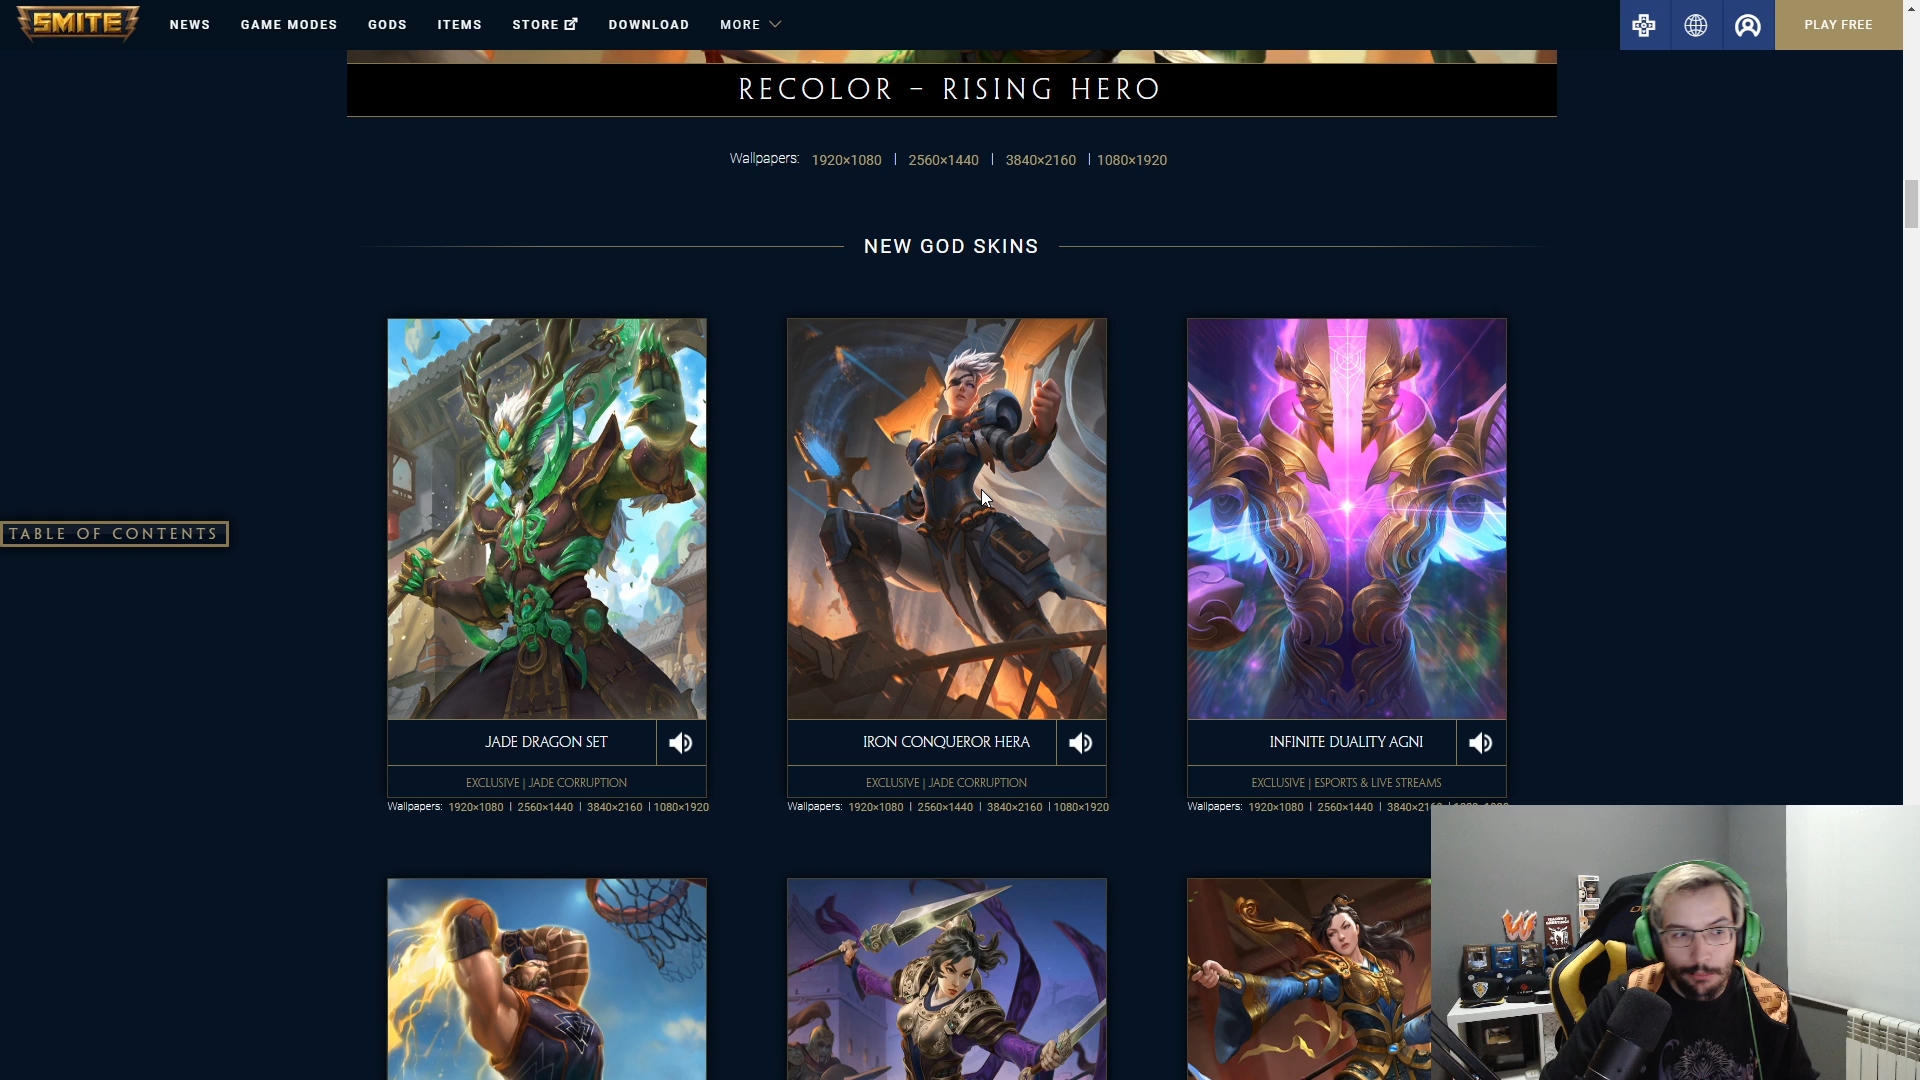 SMITE
NEWS
GAME MODES
GODS
ITEMS
STORE
DOWNLOAD
MORE
PLAY FREE
RECOLOR – RISING HERO
Wallpapers: 1920×1080 | 2560×1440 | 3840×2160 | 1080×1920
NEW GOD SKINS
TABLE OF CONTENTS
JADE DRAGON SET
EXCLUSIVE | JADE CORRUPTION
Wallpapers: 1920×1080 | 2560×1440 | 3840×2160 | 1080×1920
IRON CONQUEROR HERA
EXCLUSIVE | JADE CORRUPTION
Wallpapers: 1920×1080 | 2560×1440 | 3840×2160 | 1080×1920
INFINITE DUALITY AGNI
EXCLUSIVE | ESPORTS & LIVE STREAMS
Wallpapers: 1920×1080 | 2560×1440 |